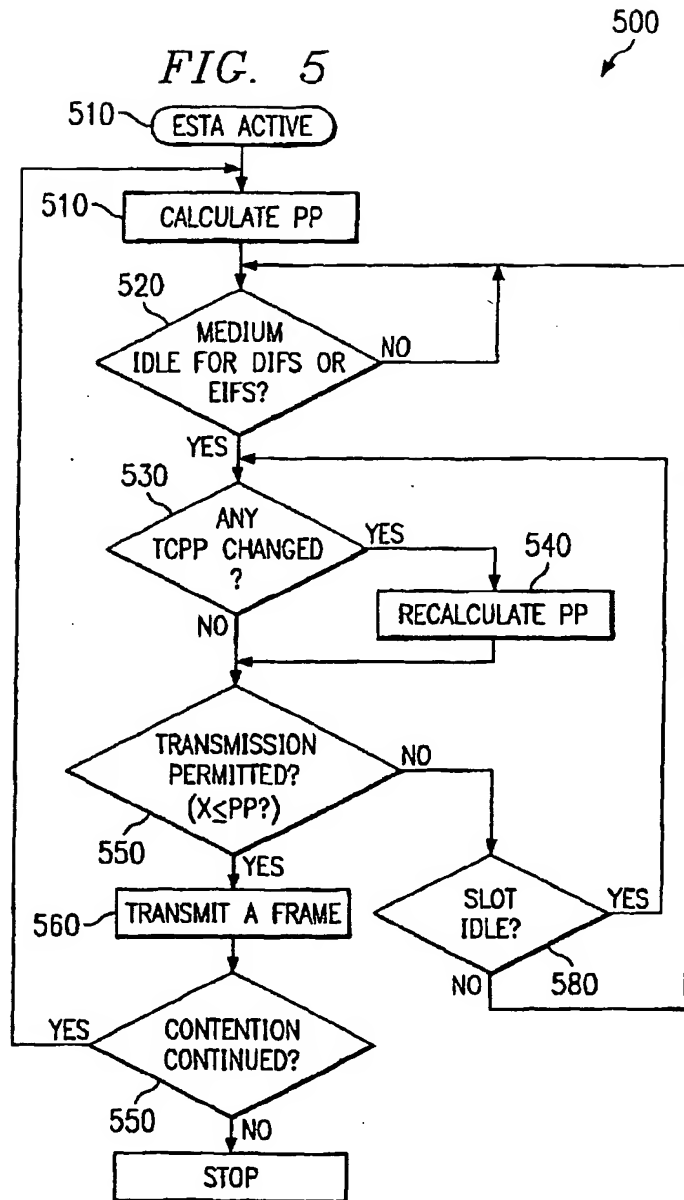 500
FIG. 5
510
ESTA ACTIVE
510
CALCULATE PP
520
MEDIUM
IDLE FOR DIFS OR
EIFS?
NO
YES
530
ANY
TCPP CHANGED
?
YES
540
RECALCULATE PP
NO
TRANSMISSION
PERMITTED?
(X≤PP?)
NO
550
YES
560
TRANSMIT A FRAME
SLOT
IDLE?
YES
580
NO
YES
CONTENTION
CONTINUED?
550
NO
STOP